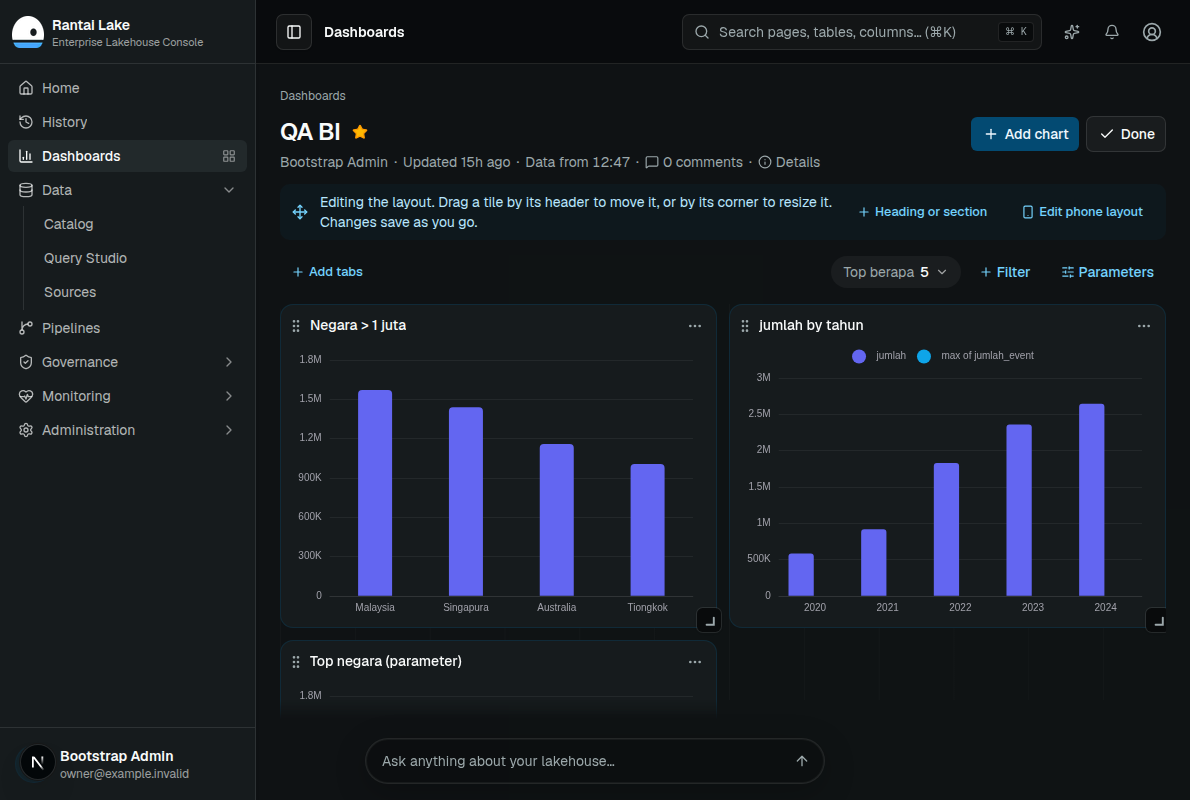 Rantai Lake
Enterprise Lakehouse Console
Home
History
Dashboards
Data
Catalog
Query Studio
Sources
Pipelines
Governance
Monitoring
Administration
Bootstrap Admin
owner@example.invalid
Dashboards
Search pages, tables, columns... (⌘K)
⌘ K
Dashboards
QA BI
Bootstrap Admin · Updated 15h ago · Data from 12:47 · 0 comments · Details
Add chart
Done
Editing the layout. Drag a tile by its header to move it, or by its corner to resize it.
Changes save as you go.
Heading or section
Edit phone layout
Add tabs
Top berapa 5
Filter
Parameters
Negara > 1 juta
1.8M
1.5M
1.2M
900K
600K
300K
0
Malaysia
Singapura
Australia
Tiongkok
jumlah by tahun
jumlah
max of jumlah_event
3M
2.5M
2M
1.5M
1M
500K
0
2020
2021
2022
2023
2024
Top negara (parameter)
1.8M
Ask anything about your lakehouse...